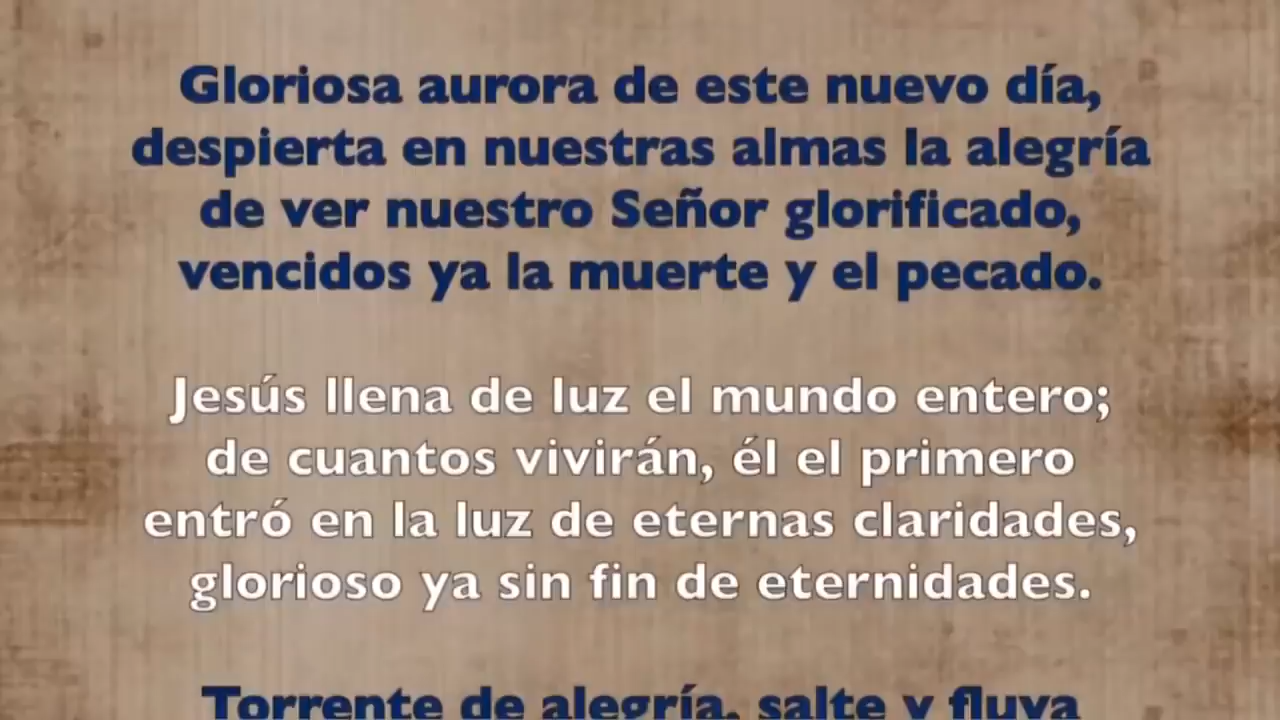 Gloriosa aurora de este nuevo día,
despierta en nuestras almas la alegría
de ver nuestro Señor glorificado,
vencidos ya la muerte y el pecado.
Jesús llena de luz el mundo entero;
de cuantos vivirán, él el primero
entró en la luz de eternas claridades,
glorioso ya sin fin de eternidades.
Torrente de alegría, salte y fluya